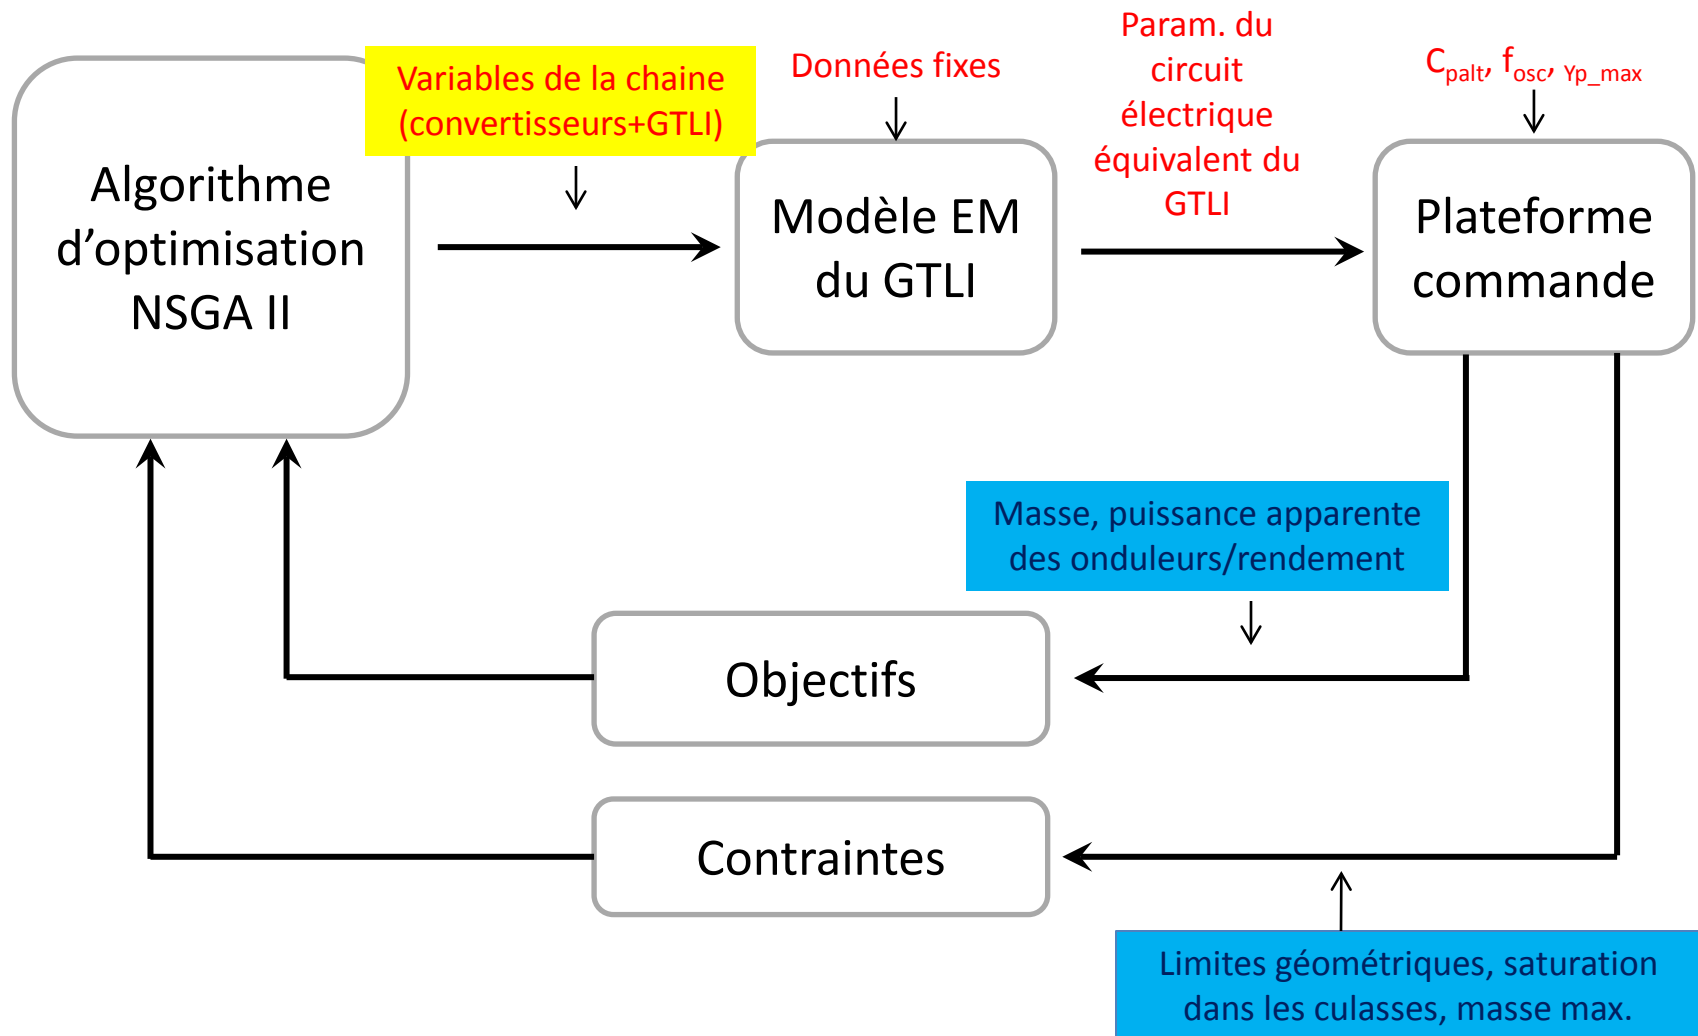 Algorithme
d’optimisation
NSGA II
Variables de la chaine
(convertisseurs+GTLI)
Données fixes
Modèle EM
du GTLI
Param. du
circuit
électrique
équivalent du
GTLI
Cpalt, fosc, Yp_max
Plateforme
commande
Masse, puissance apparente
des onduleurs/rendement
Objectifs
Contraintes
Limites géométriques, saturation
dans les culasses, masse max.